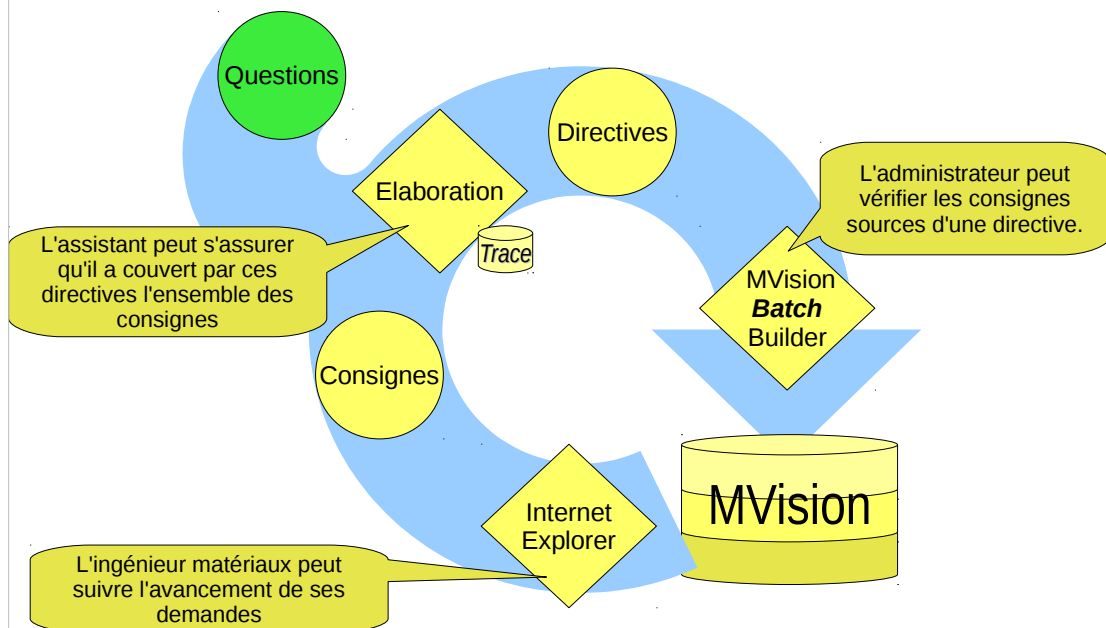 Questions
Directives
Elaboration
Trace
L'administrateur peut
vérifier les consignes
sources d'une directive.
L'assistant peut s'assurer
qu'il a couvert par ces
directives l'ensemble des
consignes
MVision
Batch
Builder
Consignes
Internet
Explorer
MVision
L'ingénieur matériaux peut
suivre l'avancement de ses
demandes